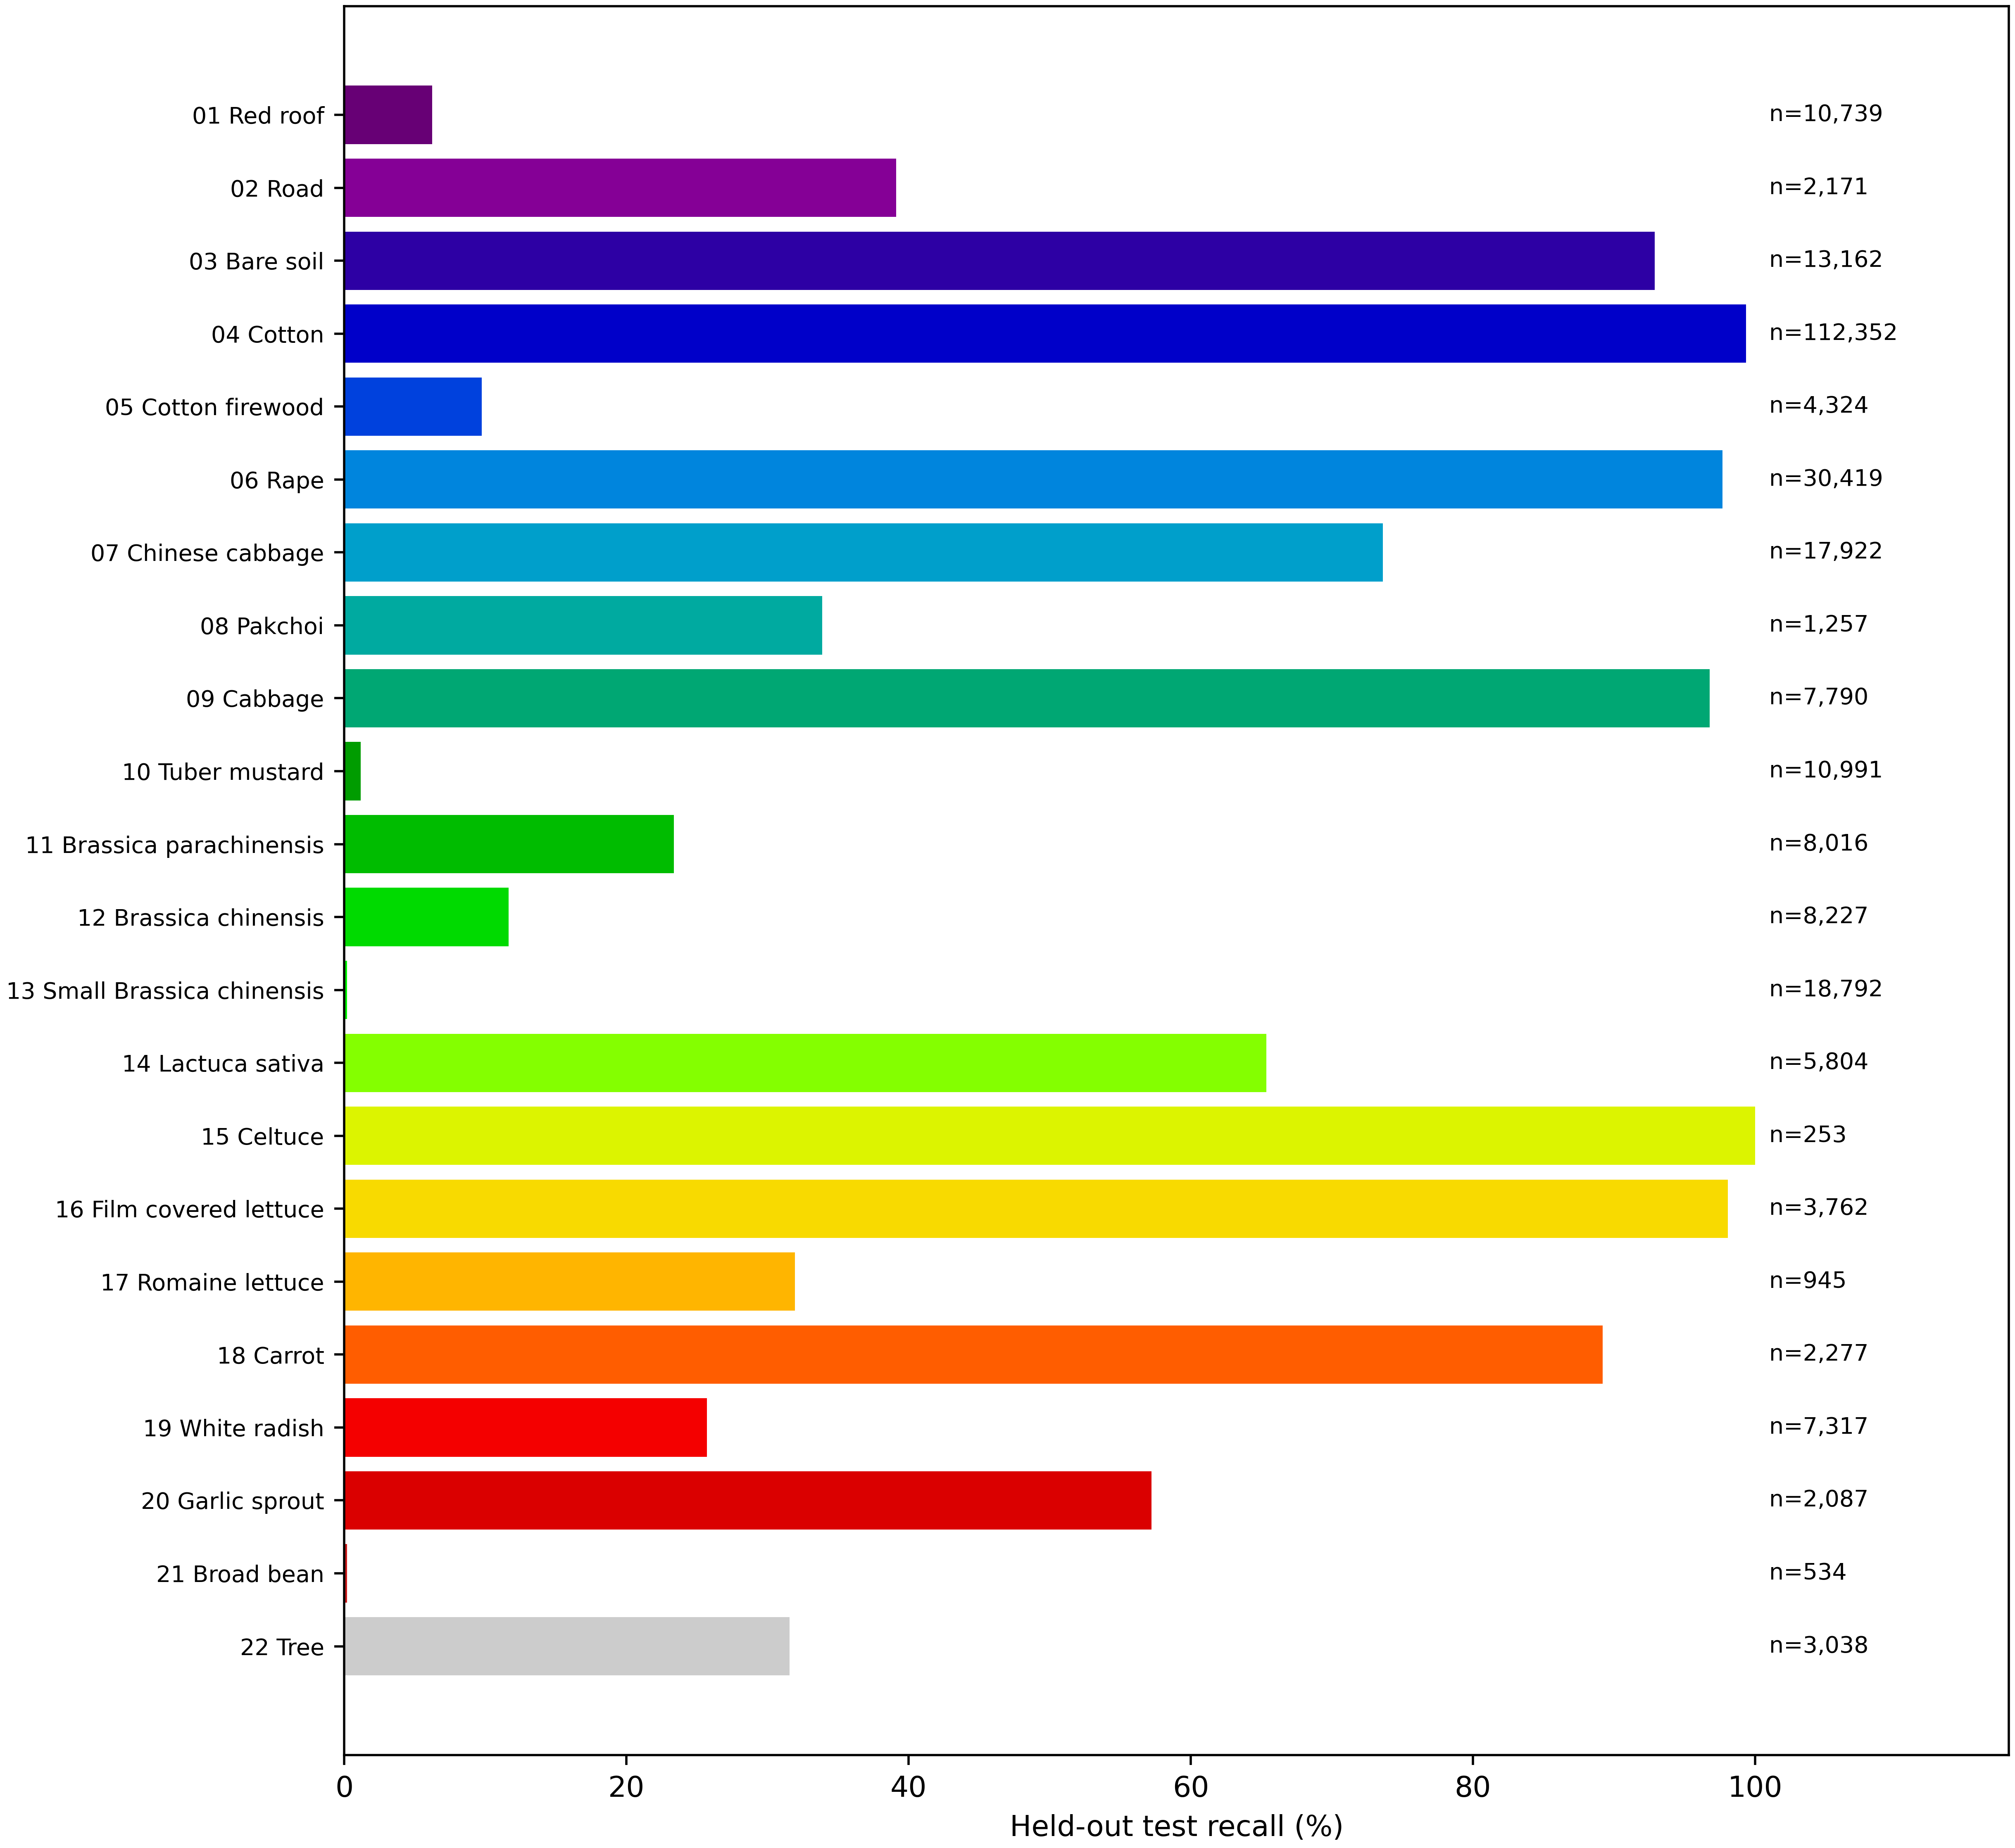 01 Red roof n=10,739
02 Road n=2,171
03 Bare soil n=13,162
04 Cotton n=112,352
05 Cotton firewood n=4,324
06 Rape n=30,419
07 Chinese cabbage n=17,922
08 Pakchoi n=1,257
09 Cabbage n=7,790
10 Tuber mustard n=10,991
11 Brassica parachinensis n=8,016
12 Brassica chinensis n=8,227
13 Small Brassica chinensis n=18,792
14 Lactuca sativa n=5,804
15 Celtuce n=253
16 Film covered lettuce n=3,762
17 Romaine lettuce n=945
18 Carrot n=2,277
19 White radish n=7,317
20 Garlic sprout n=2,087
21 Broad bean n=534
22 Tree n=3,038
0 20 40 60 80 100
Held-out test recall (%)